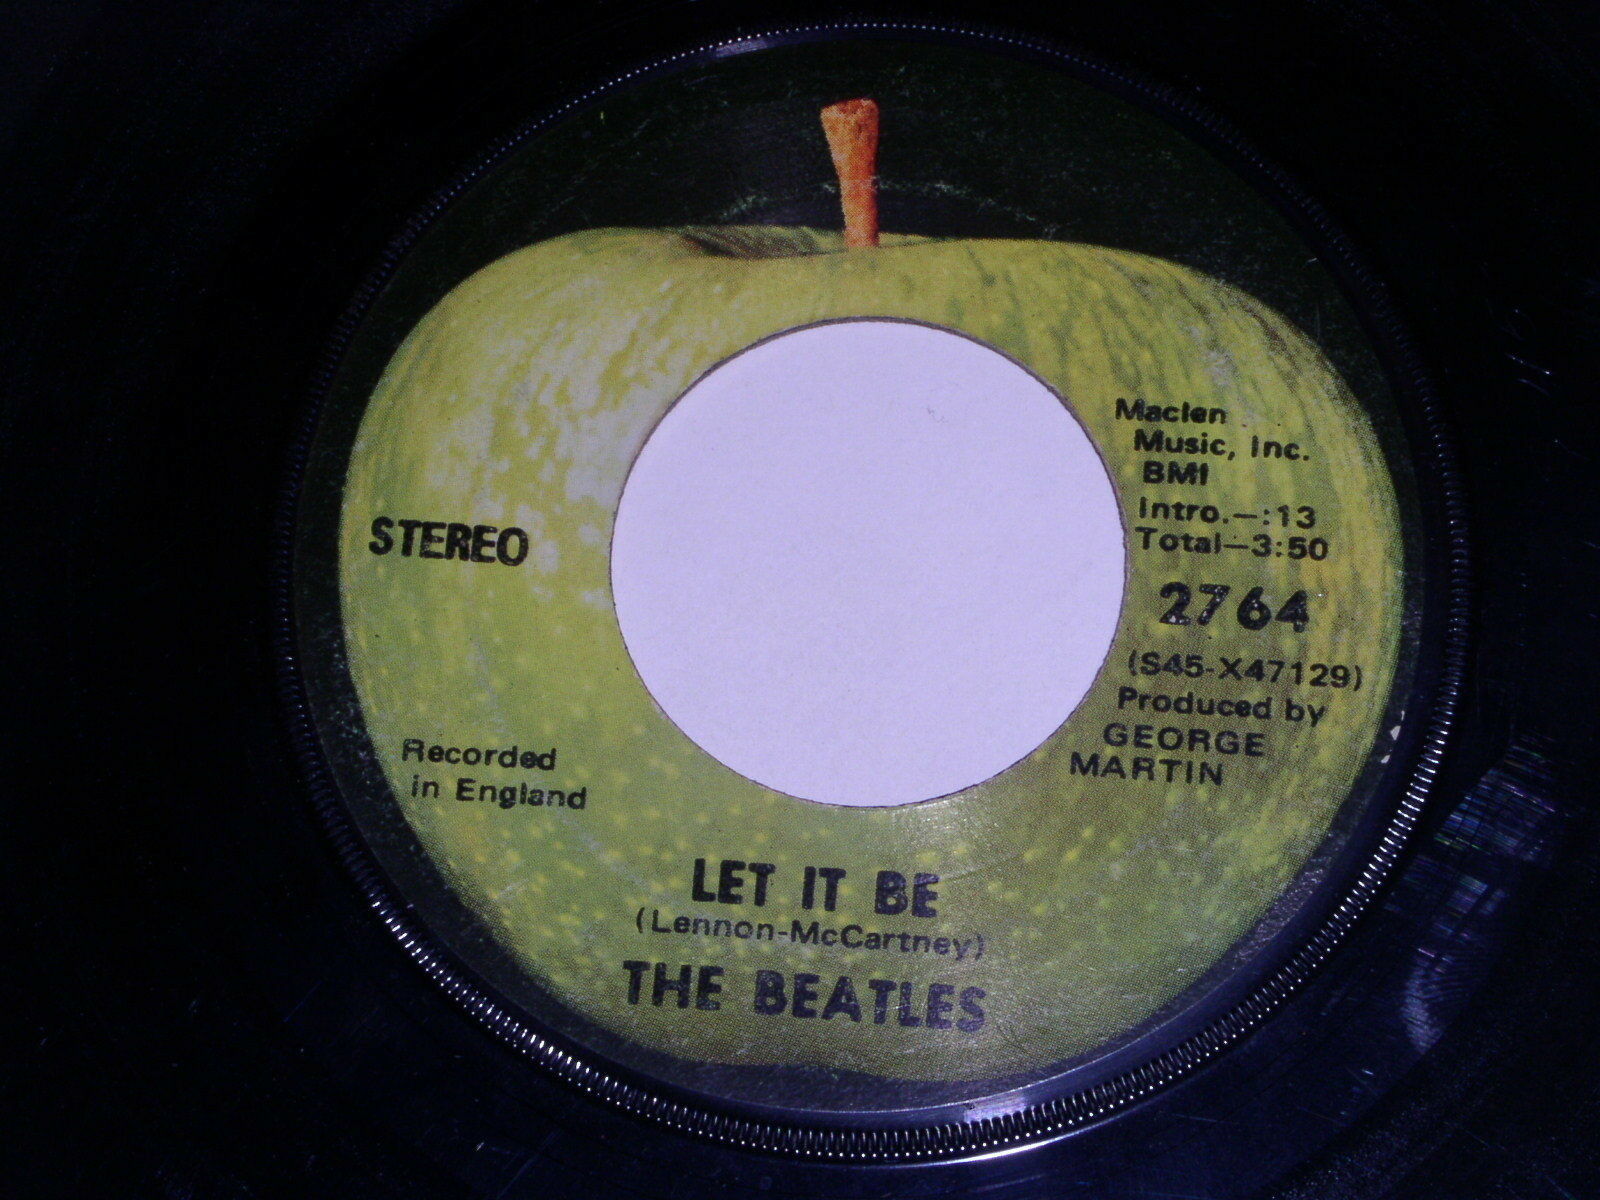 STEREO
Recorded
in England
Maclen
Music, Inc.
BMI
Intro.—:13
Total—3:50
2764
(S45-X47129)
Produced by
GEORGE
MARTIN
LET IT BE
(Lennon-McCartney)
THE BEATLES